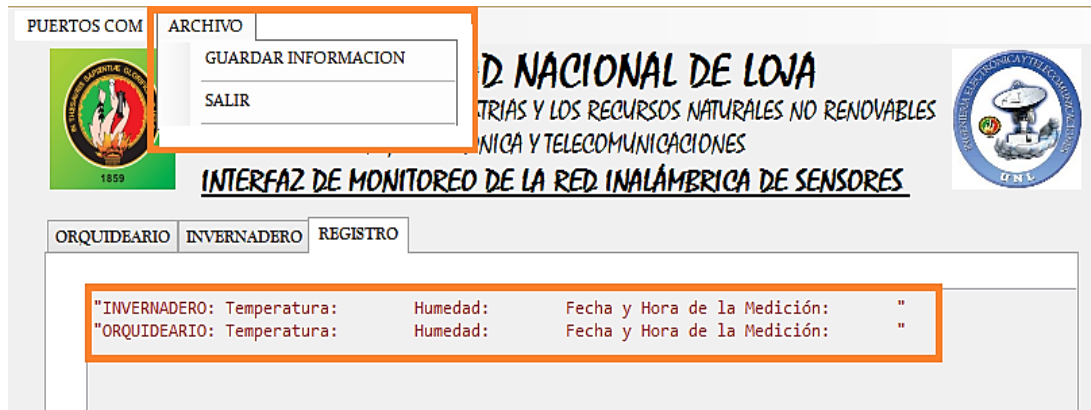 PUERTOS COM ARCHIVO
GUARDAR INFORMACION
SALIR
D NACIONAL DE LOJA
TRIAS Y LOS RECURSOS NATURALES NO RENOVABLES
NICA Y TELECOMUNICACIONES
INTERFAZ DE MONITOREO DE LA RED INALÁMBRICA DE SENSORES
1859
UNL
ORQUIDEARIO INVERNADERO REGISTRO
"INVERNADERO: Temperatura: Humedad: Fecha y Hora de la Medición: "
"ORQUIDEARIO: Temperatura: Humedad: Fecha y Hora de la Medición: "